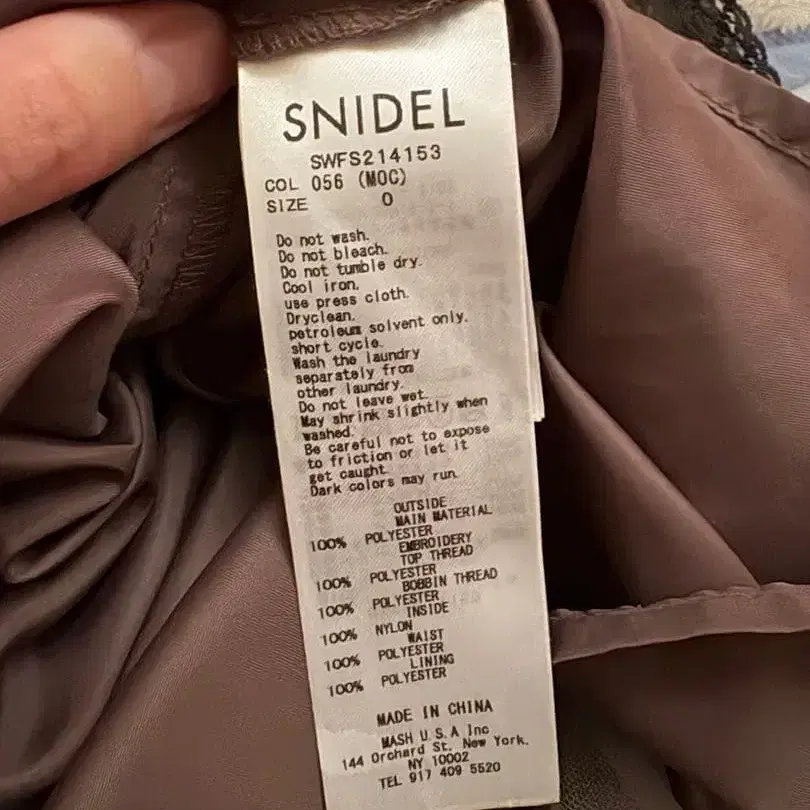 SNIDEL
SWFS214153
COL 056 (MOC)
SIZE 0
Do not wash.
Do not bleach.
Do not tumble dry.
Cool iron.
use press cloth.
Dryclean.
petroleum solvent only.
short cycle.
Wash the laundry
separately from
other laundry.
Do not leave wet.
May shrink slightly when
washed.
Be careful not to expose
to friction or let it
get caught.
Dark colors may run.
OUTSIDE
MAIN MATERIAL
100% POLYESTER
EMBROIDERY
TOP THREAD
100% POLYESTER
BOBBIN THREAD
100% POLYESTER
INSIDE
100% NYLON
WAIST
100% POLYESTER
LINING
100% POLYESTER
MADE IN CHINA
MASH U.S.A Inc
144 Orchard St. New York.
NY 10002
TEL 917 409 5520